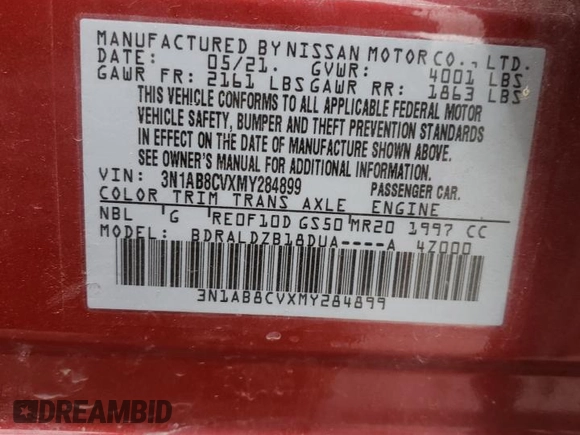 MANUFACTURED BY NISSAN MOTOR CO., LTD.
DATE: 05/21. GVWR: 4001 LBS
GAWR FR: 2161 LBS GAWR RR: 1863 LBS
THIS VEHICLE CONFORMS TO ALL APPLICABLE FEDERAL MOTOR
VEHICLE SAFETY, BUMPER AND THEFT PREVENTION STANDARDS
IN EFFECT ON THE DATE OF MANUFACTURE SHOWN ABOVE.
SEE OWNER'S MANUAL FOR ADDITIONAL INFORMATION.
VIN: 3N1AB8CVXMY284899 PASSENGER CAR.
COLOR TRIM TRANS AXLE ENGINE
NBL G RE0F10D GS50 MR20 1997 CC
MODEL: BDRALDZB18DUA----A 4Z000
3N1AB8CVXMY284899
DREAMBID